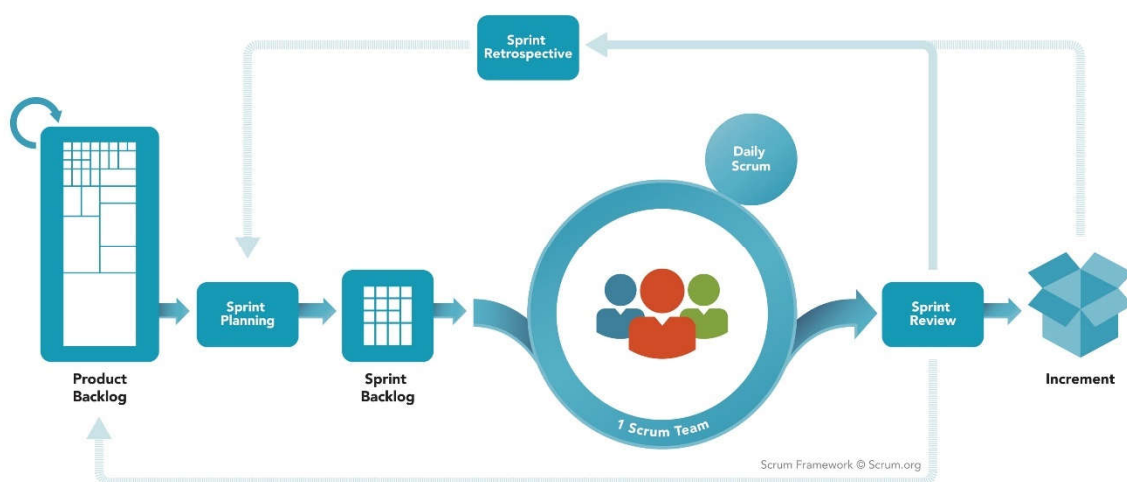 Sprint
Retrospective
Daily
Scrum
Sprint
Planning
Sprint
Review
Product
Backlog
Sprint
Backlog
Increment
1 Scrum Team
Scrum Framework © Scrum.org